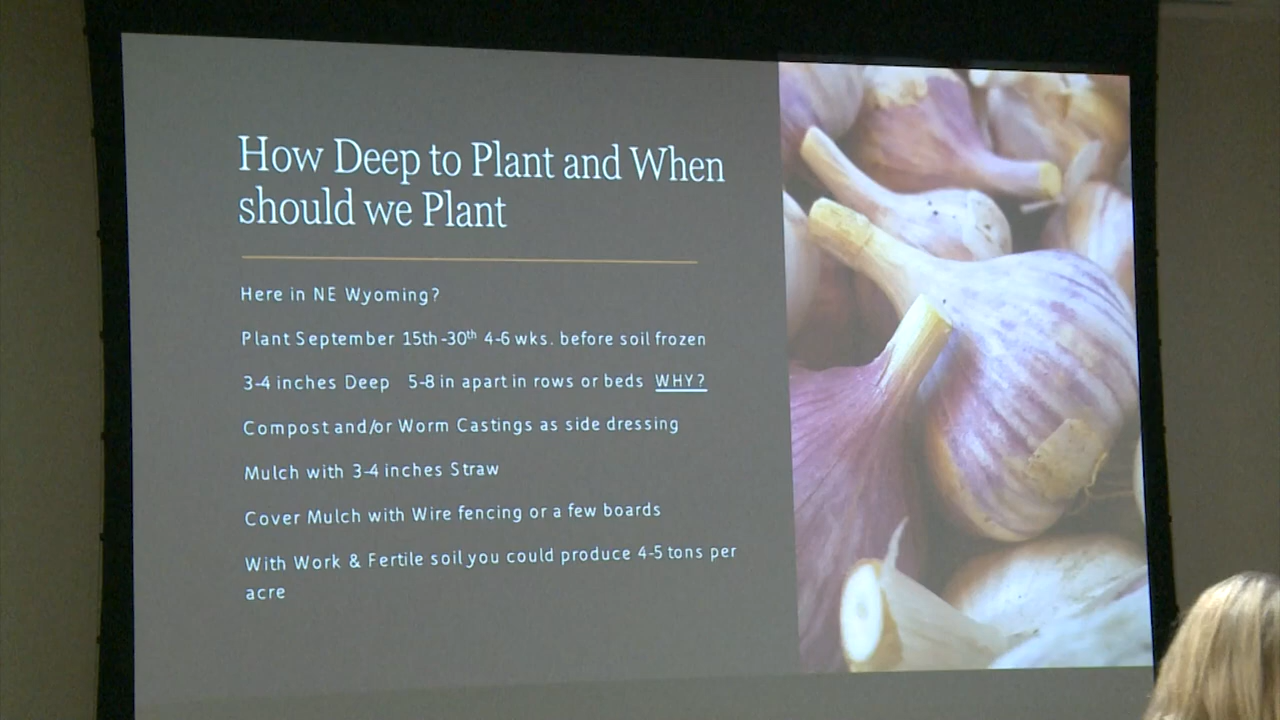 How Deep to Plant and When
should we Plant
Here in NE Wyoming?
Plant September 15th-30th 4-6 wks. before soil frozen
3-4 inches Deep 5-8 in apart in rows or beds WHY?
Compost and/or Worm Castings as side dressing
Mulch with 3-4 inches Straw
Cover Mulch with Wire fencing or a few boards
With Work & Fertile soil you could produce 4-5 tons per
acre